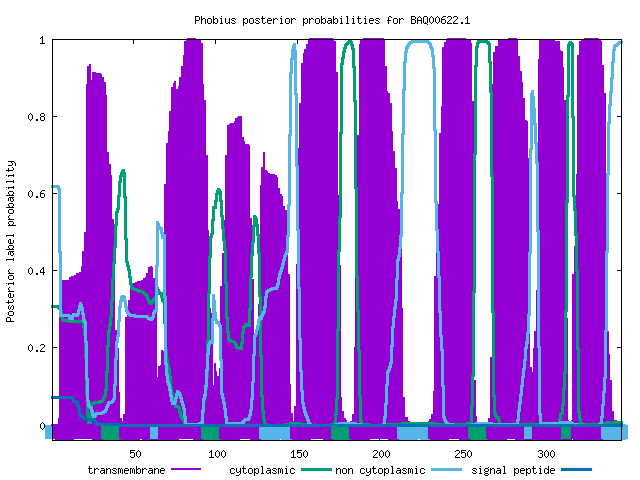 Phobius posterior probabilities for BAQ00622.1
1
0.8
0.6
0.4
0.2
0
Posterior label probability
50 100 150 200 250 300
transmembrane cytoplasmic non cytoplasmic signal peptide